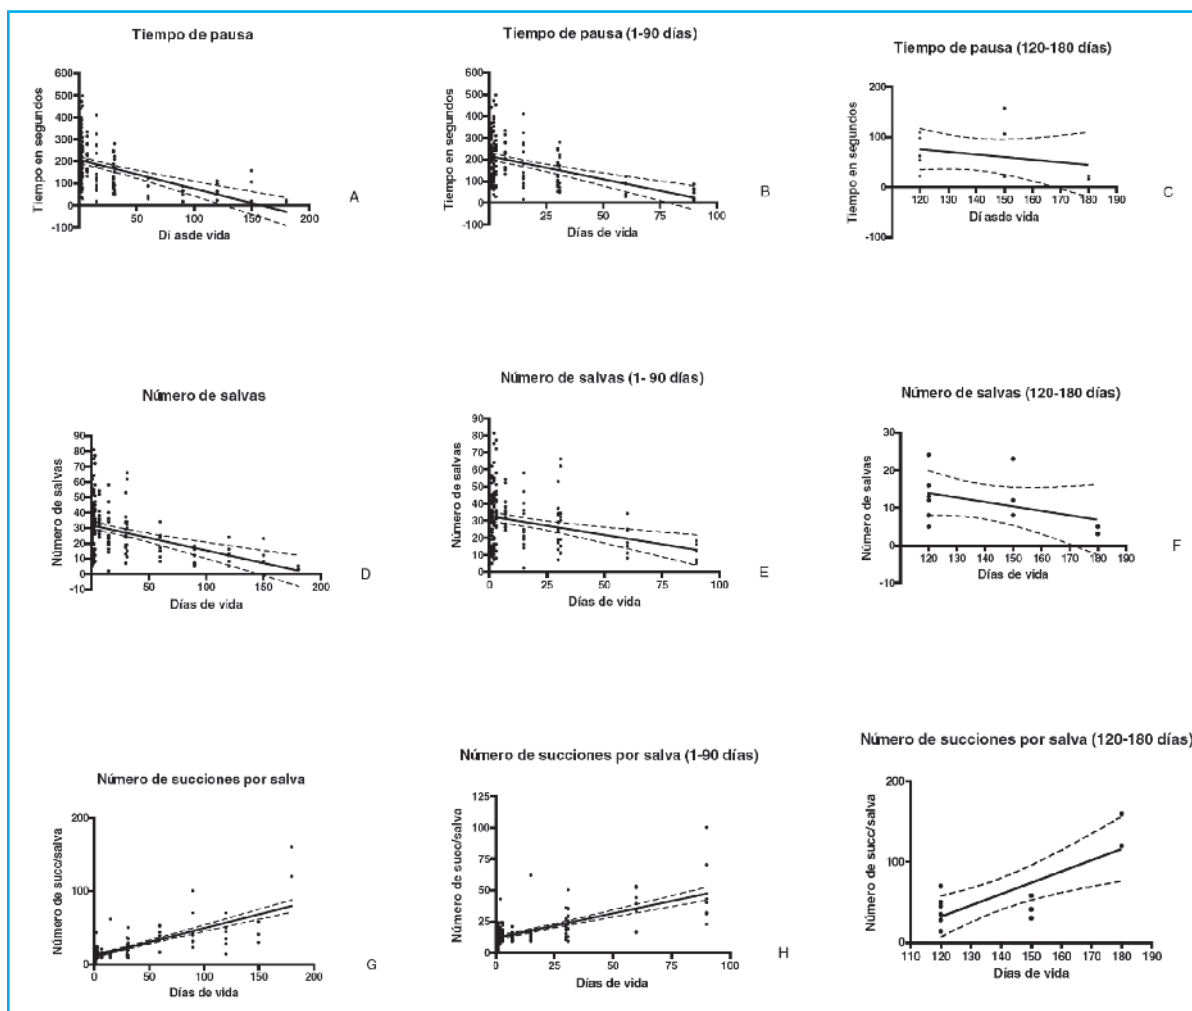 Tiempo de pausa
600
500
400
300
200
100
0
-100
50
100
150
200
Tiempo en segundos
Dí asde vida
A
Tiempo de pausa (1-90 días)
600
500
400
300
200
100
0
-100
25
50
75
100
Tiempo en segundos
Días de vida
B
Tiempo de pausa (120-180 días)
200
100
0
-100
120 130 140 150 160 170 180 190
Tiempo en segundos
Dí asde vida
C
Número de salvas
90
80
70
60
50
40
30
20
10
0
-10
50
100
150
200
Número de salvas
Días de vida
D
Número de salvas (1- 90 días)
90
80
70
60
50
40
30
20
10
0
0
25
50
75
100
Número de salvas
Días de vida
E
Número de salvas (120-180 días)
30
20
10
0
-10
120 130 140 150 160 170 180 190
Número de salvas
Días de vida
F
Número de succiones por salva
200
100
0
0
50
100
150
200
Número de succ/salva
Días de vida
G
Número de succiones por salva (1-90 días)
125
100
75
50
25
0
0
25
50
75
100
Número de succ/salva
Días de vida
H
Número de succiones por salva (120-180 días)
200
100
0
110 120 130 140 150 160 170 180 190
Número de succ/salva
Días de vida